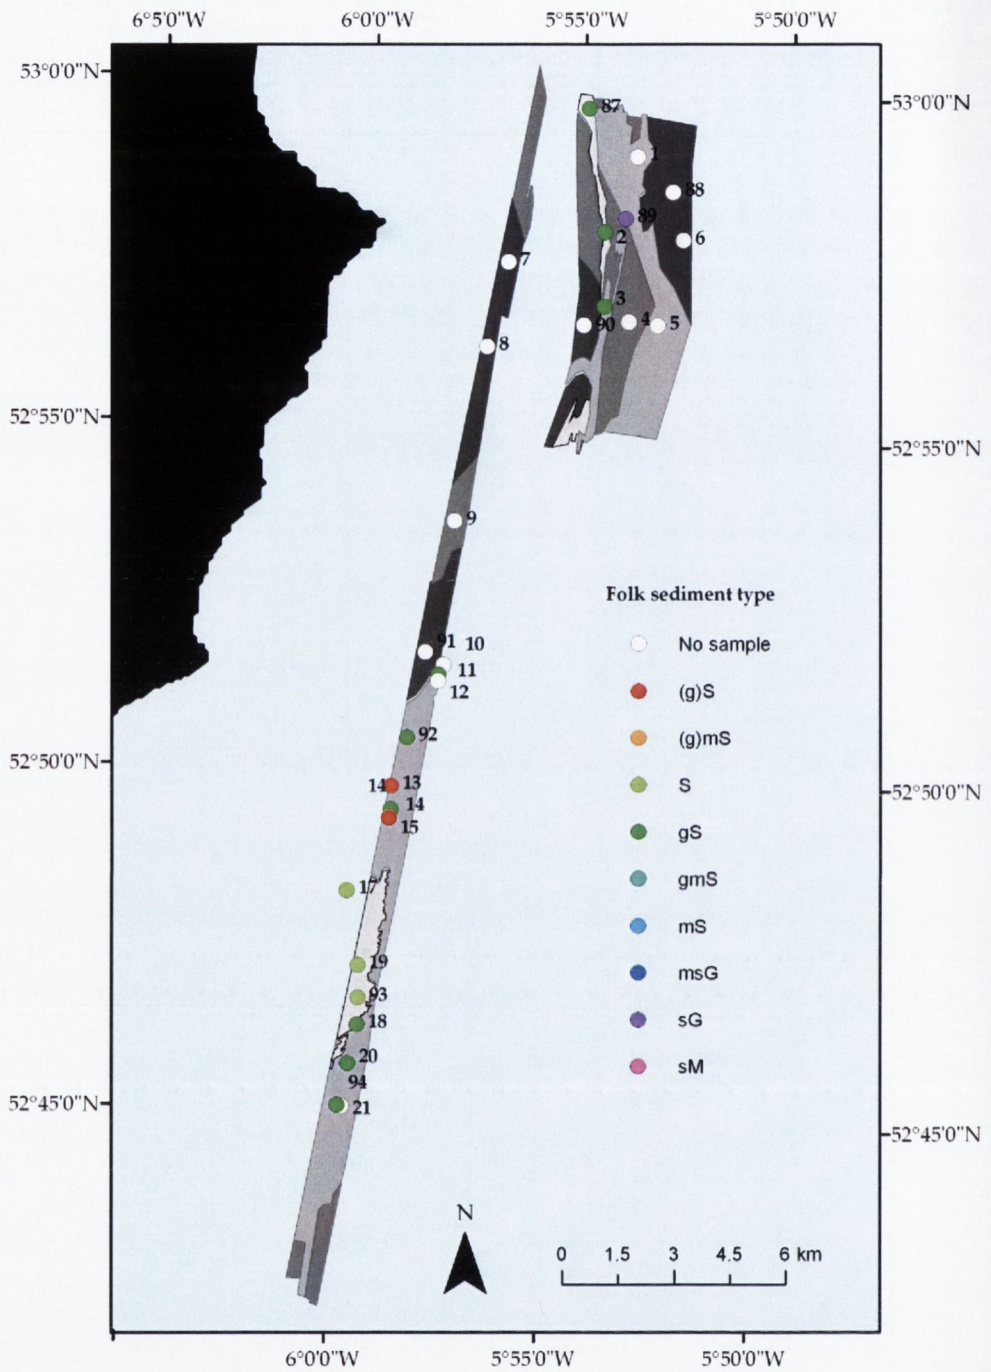 6°5'0"W 6°0'0"W 5°55'0"W 5°50'0"W
53°0'0"N
53°0'0"N
87
1
88
89
2
6
7
3
90 4 5
8
52°55'0"N
52°55'0"N
9
Folk sediment type
No sample
(g)S
(g)mS
S
gS
gmS
mS
msG
sG
sM
91 10
11
12
92
52°50'0"N
52°50'0"N
14 13
14
15
17
19
93
18
20
94
21
52°45'0"N
52°45'0"N
N
0 1.5 3 4.5 6 km
6°0'0"W 5°55'0"W 5°50'0"W